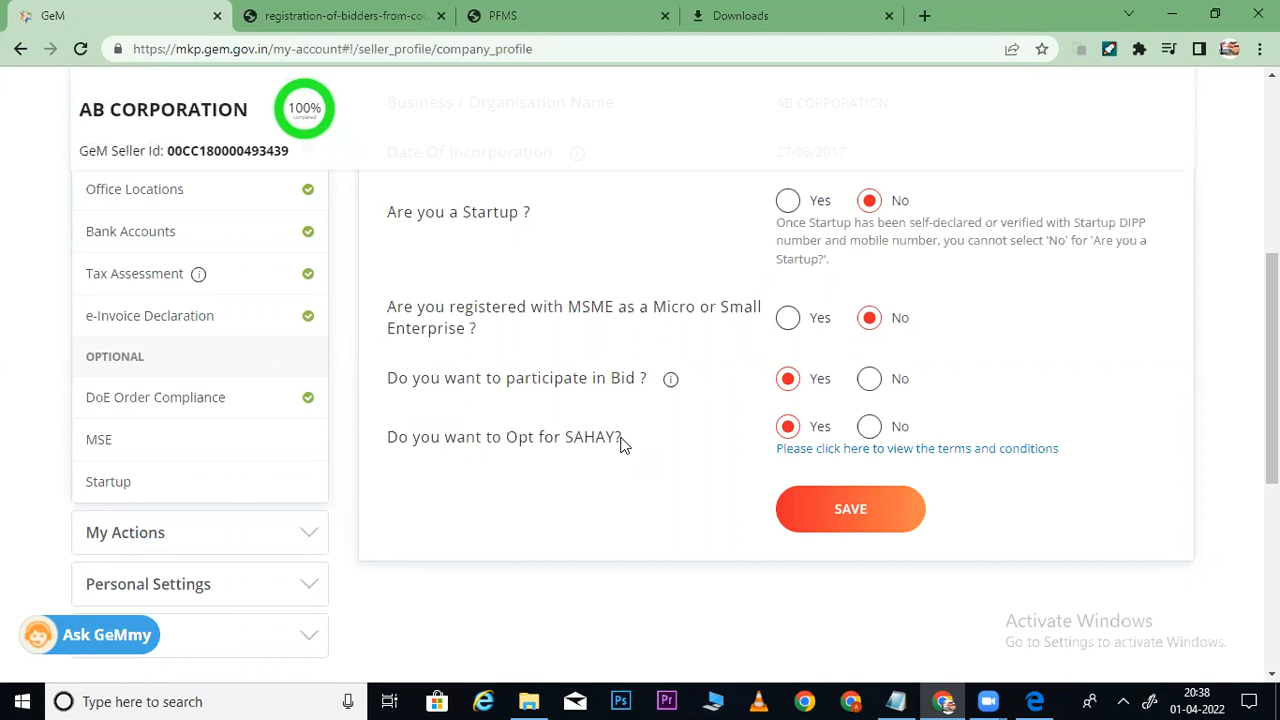 GeM
registration-of-bidders-from-cou
PFMS
Downloads
https://mkp.gem.gov.in/my-account#!/seller_profile/company_profile
AB CORPORATION
100%
completed
GeM Seller Id: 00CC180000493439
Business / Organisation Name
AB CORPORATION
Date Of Incorporation
27/05/2017
Office Locations
Bank Accounts
Tax Assessment
e-Invoice Declaration
OPTIONAL
DoE Order Compliance
MSE
Startup
My Actions
Personal Settings
Ask GeMmy
Are you a Startup ?
Yes No
Once Startup has been self-declared or verified with Startup DIPP
number and mobile number, you cannot select 'No' for 'Are you a
Startup?'.
Are you registered with MSME as a Micro or Small
Enterprise ?
Yes No
Do you want to participate in Bid ?
Yes No
Do you want to Opt for SAHAY?
Yes No
Please click here to view the terms and conditions
SAVE
Activate Windows
Go to Settings to activate Windows.
Type here to search
Ps
Pr
20:38
01-04-2022